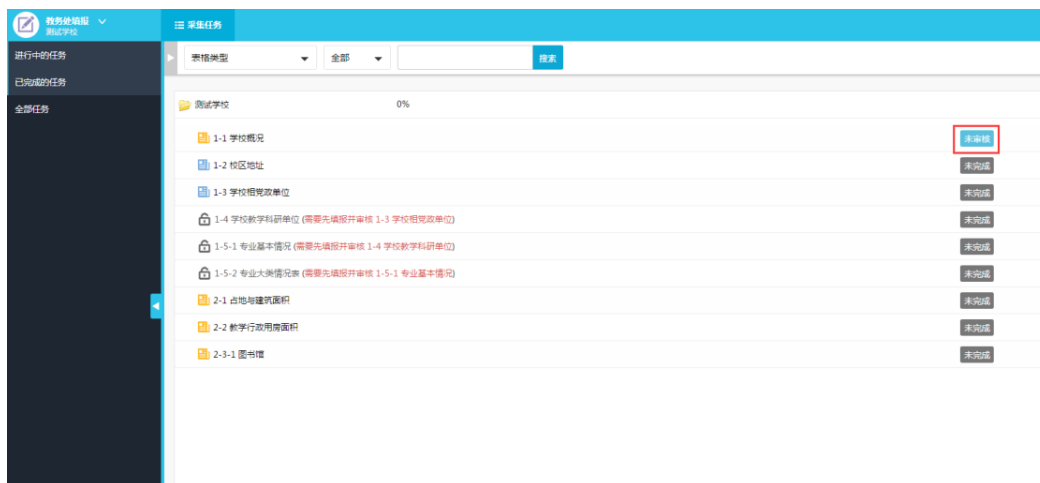 教务处填报
测试学校
采集任务
进行中的任务
已完成的任务
全部任务
表格类型
全部
搜索
测试学校 0%
1-1 学校概况 未审核
1-2 校区地址 未完成
1-3 学校相党政单位 未完成
1-4 学校教学科研单位 (需要先填报并审核 1-3 学校相党政单位) 未完成
1-5-1 专业基本情况 (需要先填报并审核 1-4 学校教学科研单位) 未完成
1-5-2 专业大类情况表 (需要先填报并审核 1-5-1 专业基本情况) 未完成
2-1 占地与建筑面积 未完成
2-2 教学行政用房面积 未完成
2-3-1 图书馆 未完成